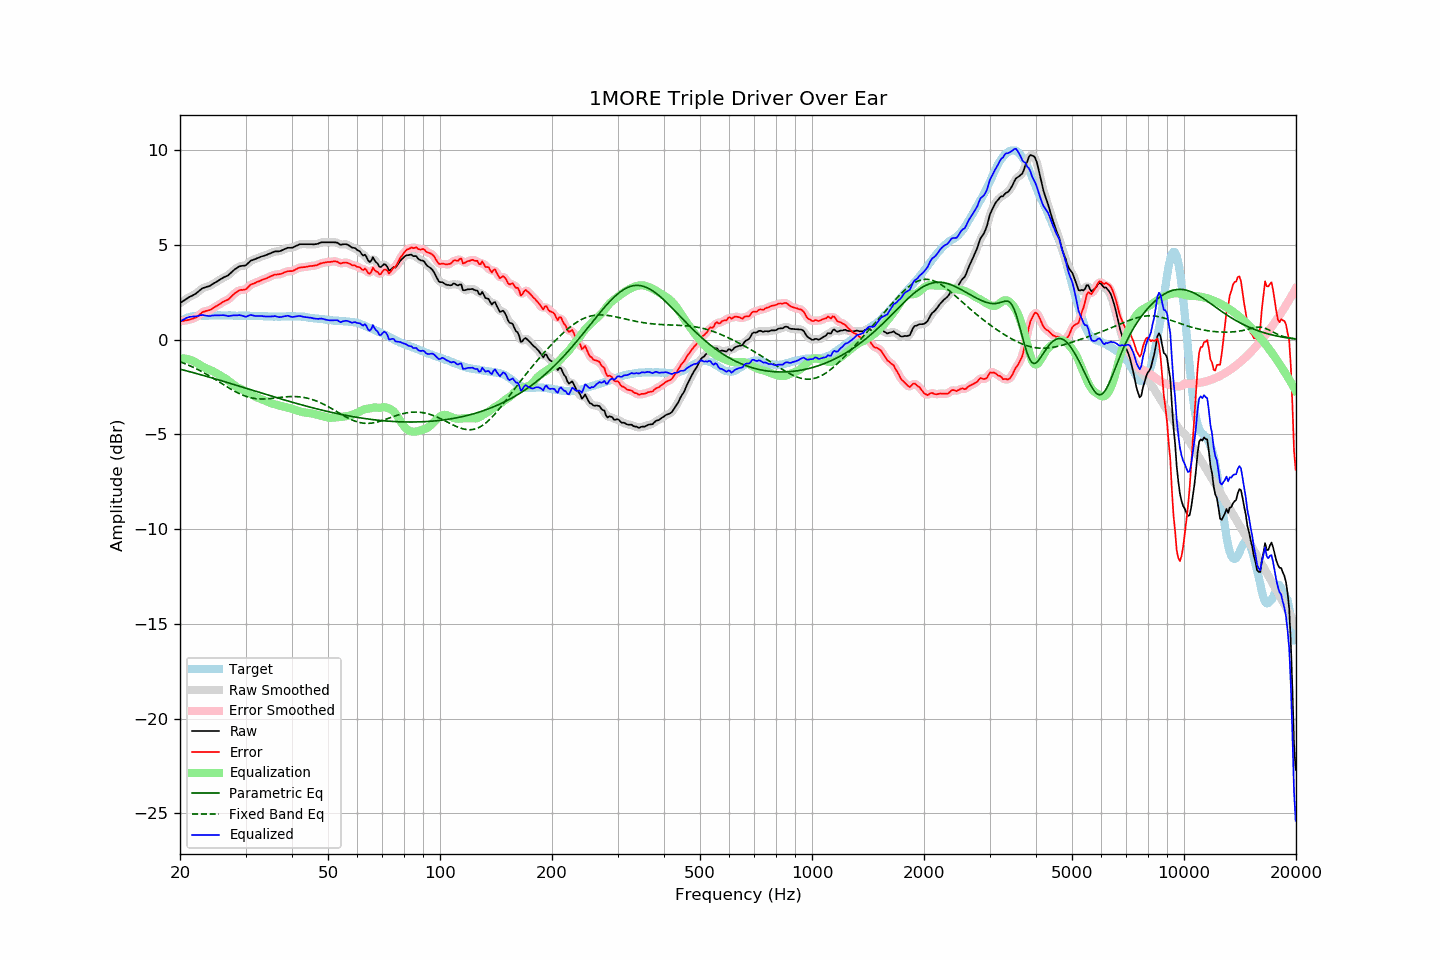 1MORE Triple Driver Over Ear
Amplitude (dBr)
10
5
0
−5
−10
−15
−20
−25
Target
Raw Smoothed
Error Smoothed
Raw
Error
Equalization
Parametric Eq
Fixed Band Eq
Equalized
20 50 100 200 500 1000 2000 5000 10000 20000
Frequency (Hz)